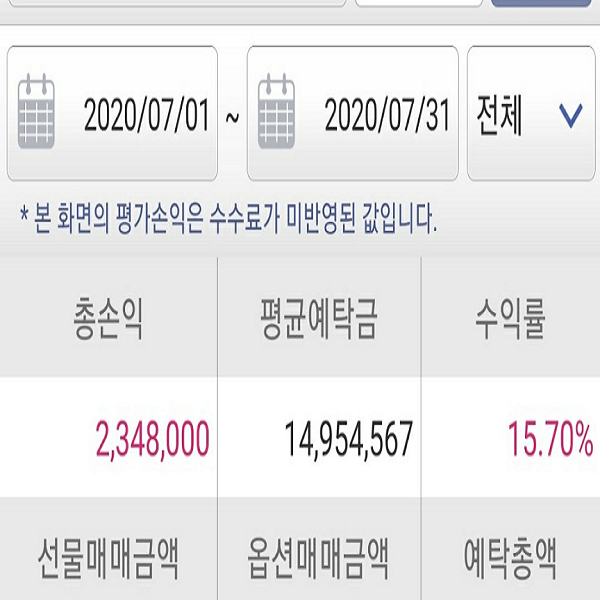 2020/07/01 ~ 2020/07/31 전체
* 본 화면의 평가손익은 수수료가 미반영된 값입니다.
총손익 평균예탁금 수익률
2,348,000 14,954,567 15.70%
선물매매금액 옵션매매금액 예탁총액